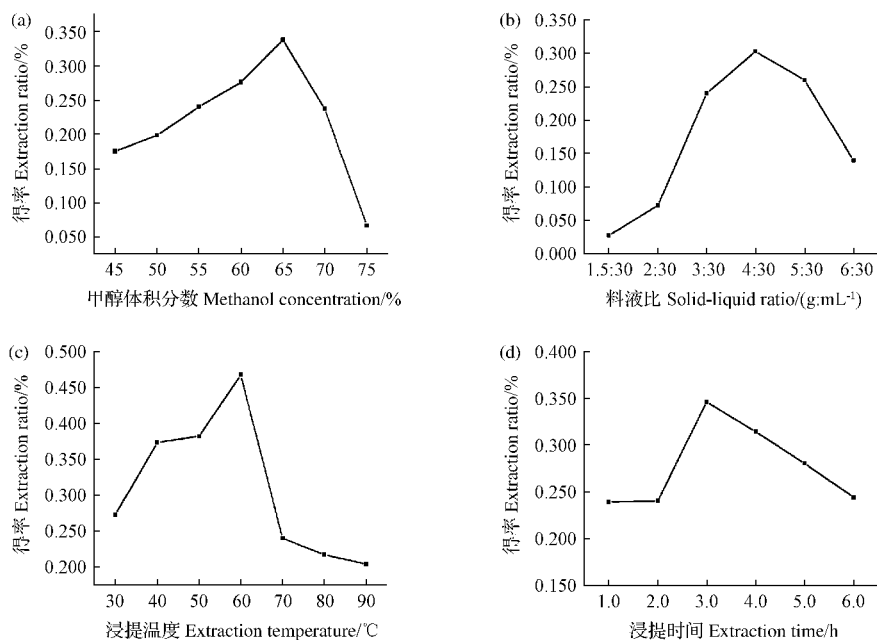 (a)
0.350
0.300
0.250
0.200
0.150
0.100
0.050
得率 Extraction ratio/%
45 50 55 60 65 70 75
甲醇体积分数 Methanol concentration/%
(b)
0.350
0.300
0.250
0.200
0.150
0.100
0.050
0.000
得率 Extraction ratio/%
1.5:30 2:30 3:30 4:30 5:30 6:30
料液比 Solid-liquid ratio/(g:mL⁻¹)
(c)
0.500
0.450
0.400
0.350
0.300
0.250
0.200
得率 Extraction ratio/%
30 40 50 60 70 80 90
浸提温度 Extraction temperature/℃
(d)
0.400
0.350
0.300
0.250
0.150
得率 Extraction ratio/%
1.0 2.0 3.0 4.0 5.0 6.0
浸提时间 Extraction time/h